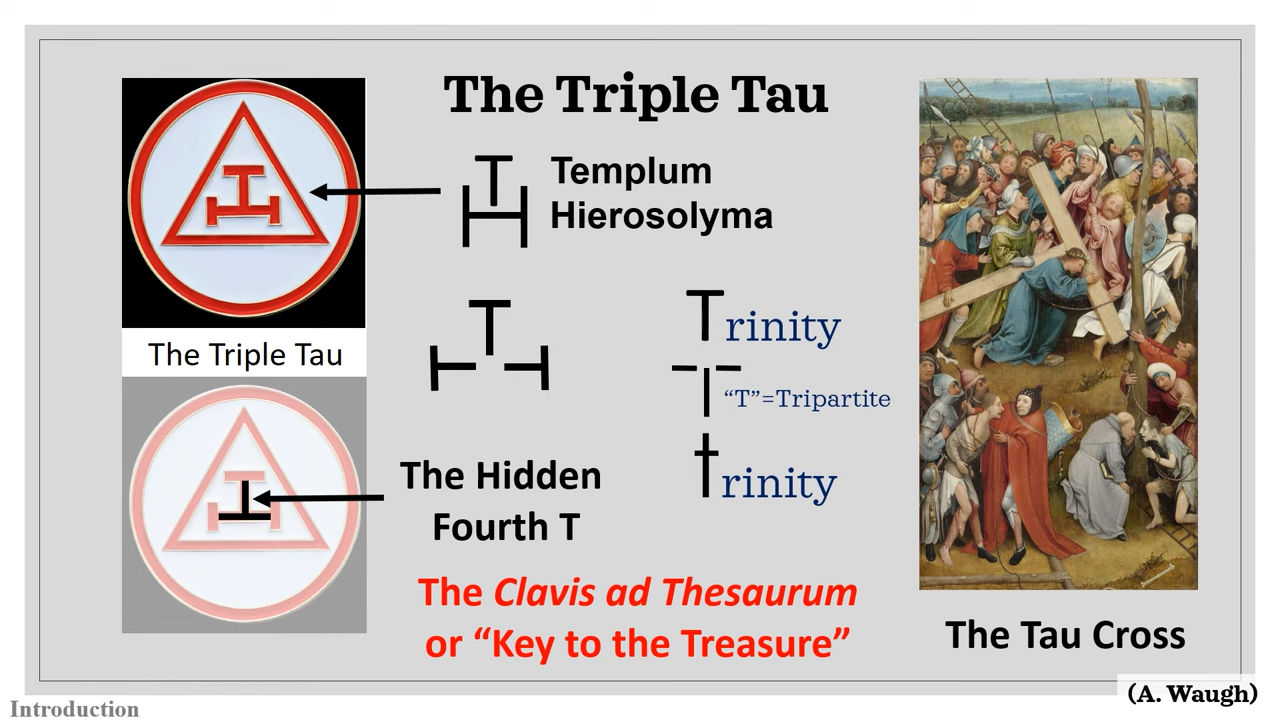 The Triple Tau
The Triple Tau
Templum
Hierosolyma
Trinity
"T"=Tripartite
trinity
The Hidden
Fourth T
The Clavis ad Thesaurum
or “Key to the Treasure”
The Tau Cross
(A. Waugh)
Introduction